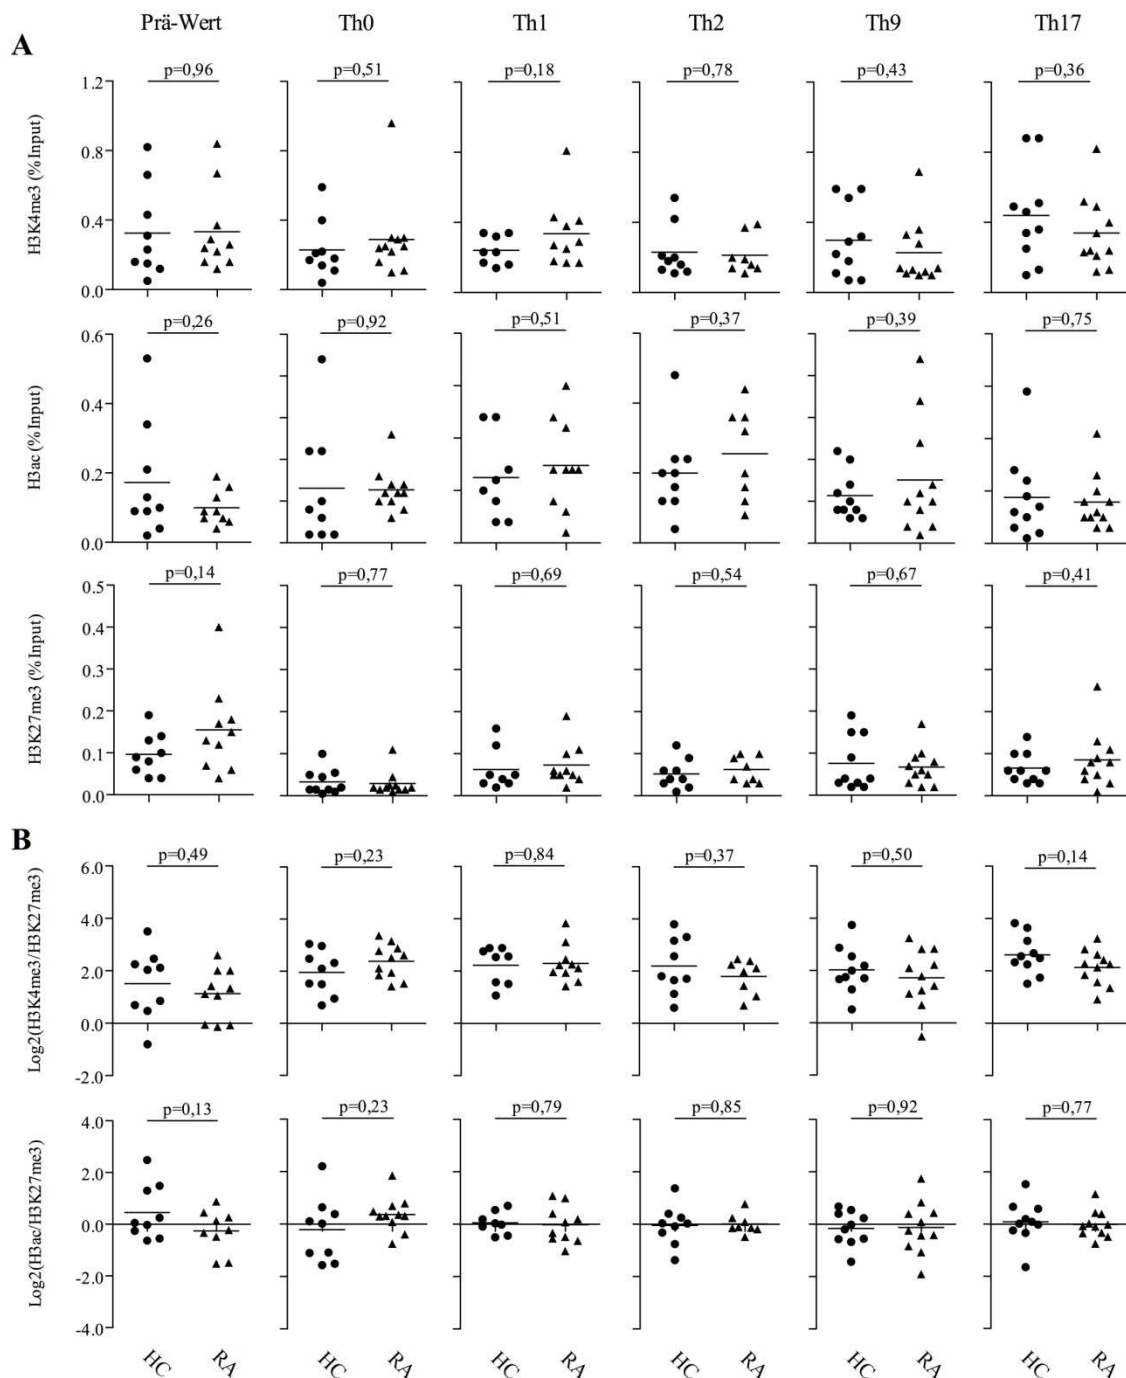 Prä-Wert Th0 Th1 Th2 Th9 Th17
A
p=0,96 p=0,51 p=0,18 p=0,78 p=0,43 p=0,36
H3K4me3 (%Input)
1.2
0.8
0.4
0.0
p=0,26 p=0,92 p=0,51 p=0,37 p=0,39 p=0,75
H3ac (%Input)
0.6
0.4
0.2
0.0
p=0,14 p=0,77 p=0,69 p=0,54 p=0,67 p=0,41
H3K27me3 (%Input)
0.5
0.4
0.3
0.2
0.1
0.0
B
p=0,49 p=0,23 p=0,84 p=0,37 p=0,50 p=0,14
Log2(H3K4me3/H3K27me3)
6.0
4.0
2.0
0.0
-2.0
p=0,13 p=0,23 p=0,79 p=0,85 p=0,92 p=0,77
Log2(H3ac/H3K27me3)
4.0
2.0
0.0
-2.0
-4.0
HC RA HC RA HC RA HC RA HC RA HC RA